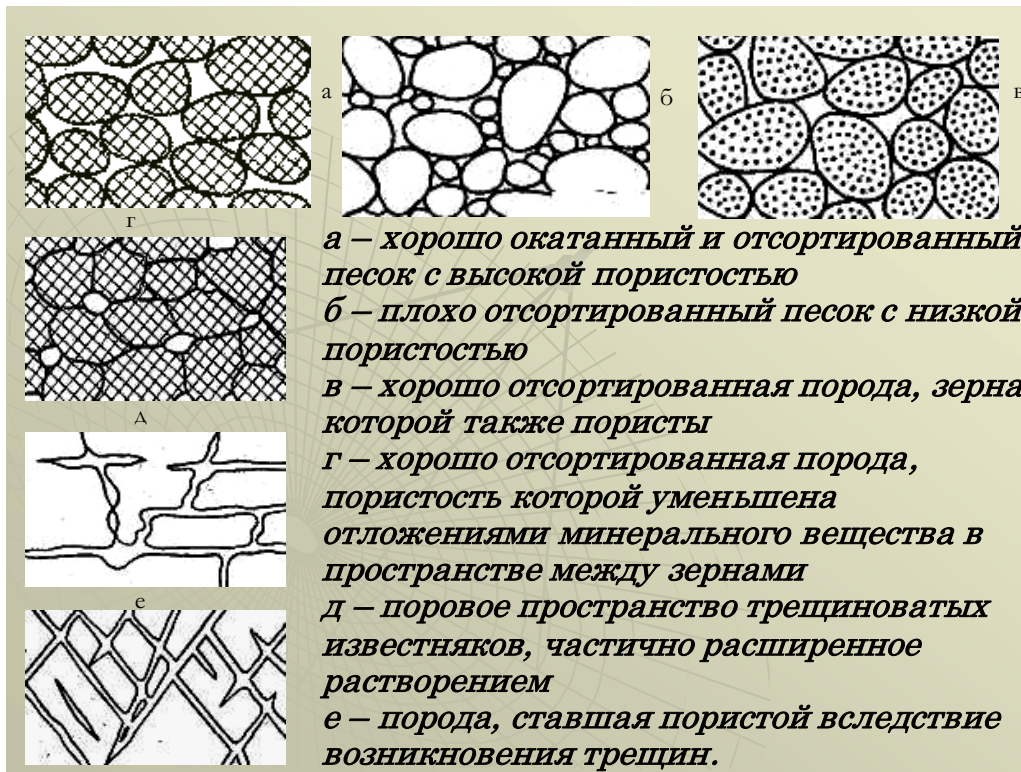 а
б
в
г
д
е
а – хорошо окатанный и отсортированный
песок с высокой пористостью
б – плохо отсортированный песок с низкой
пористостью
в – хорошо отсортированная порода, зерна
которой также пористы
г – хорошо отсортированная порода,
пористость которой уменьшена
отложениями минерального вещества в
пространстве между зернами
д – поровое пространство трещиноватых
известняков, частично расширенное
растворением
е – порода, ставшая пористой вследствие
возникновения трещин.